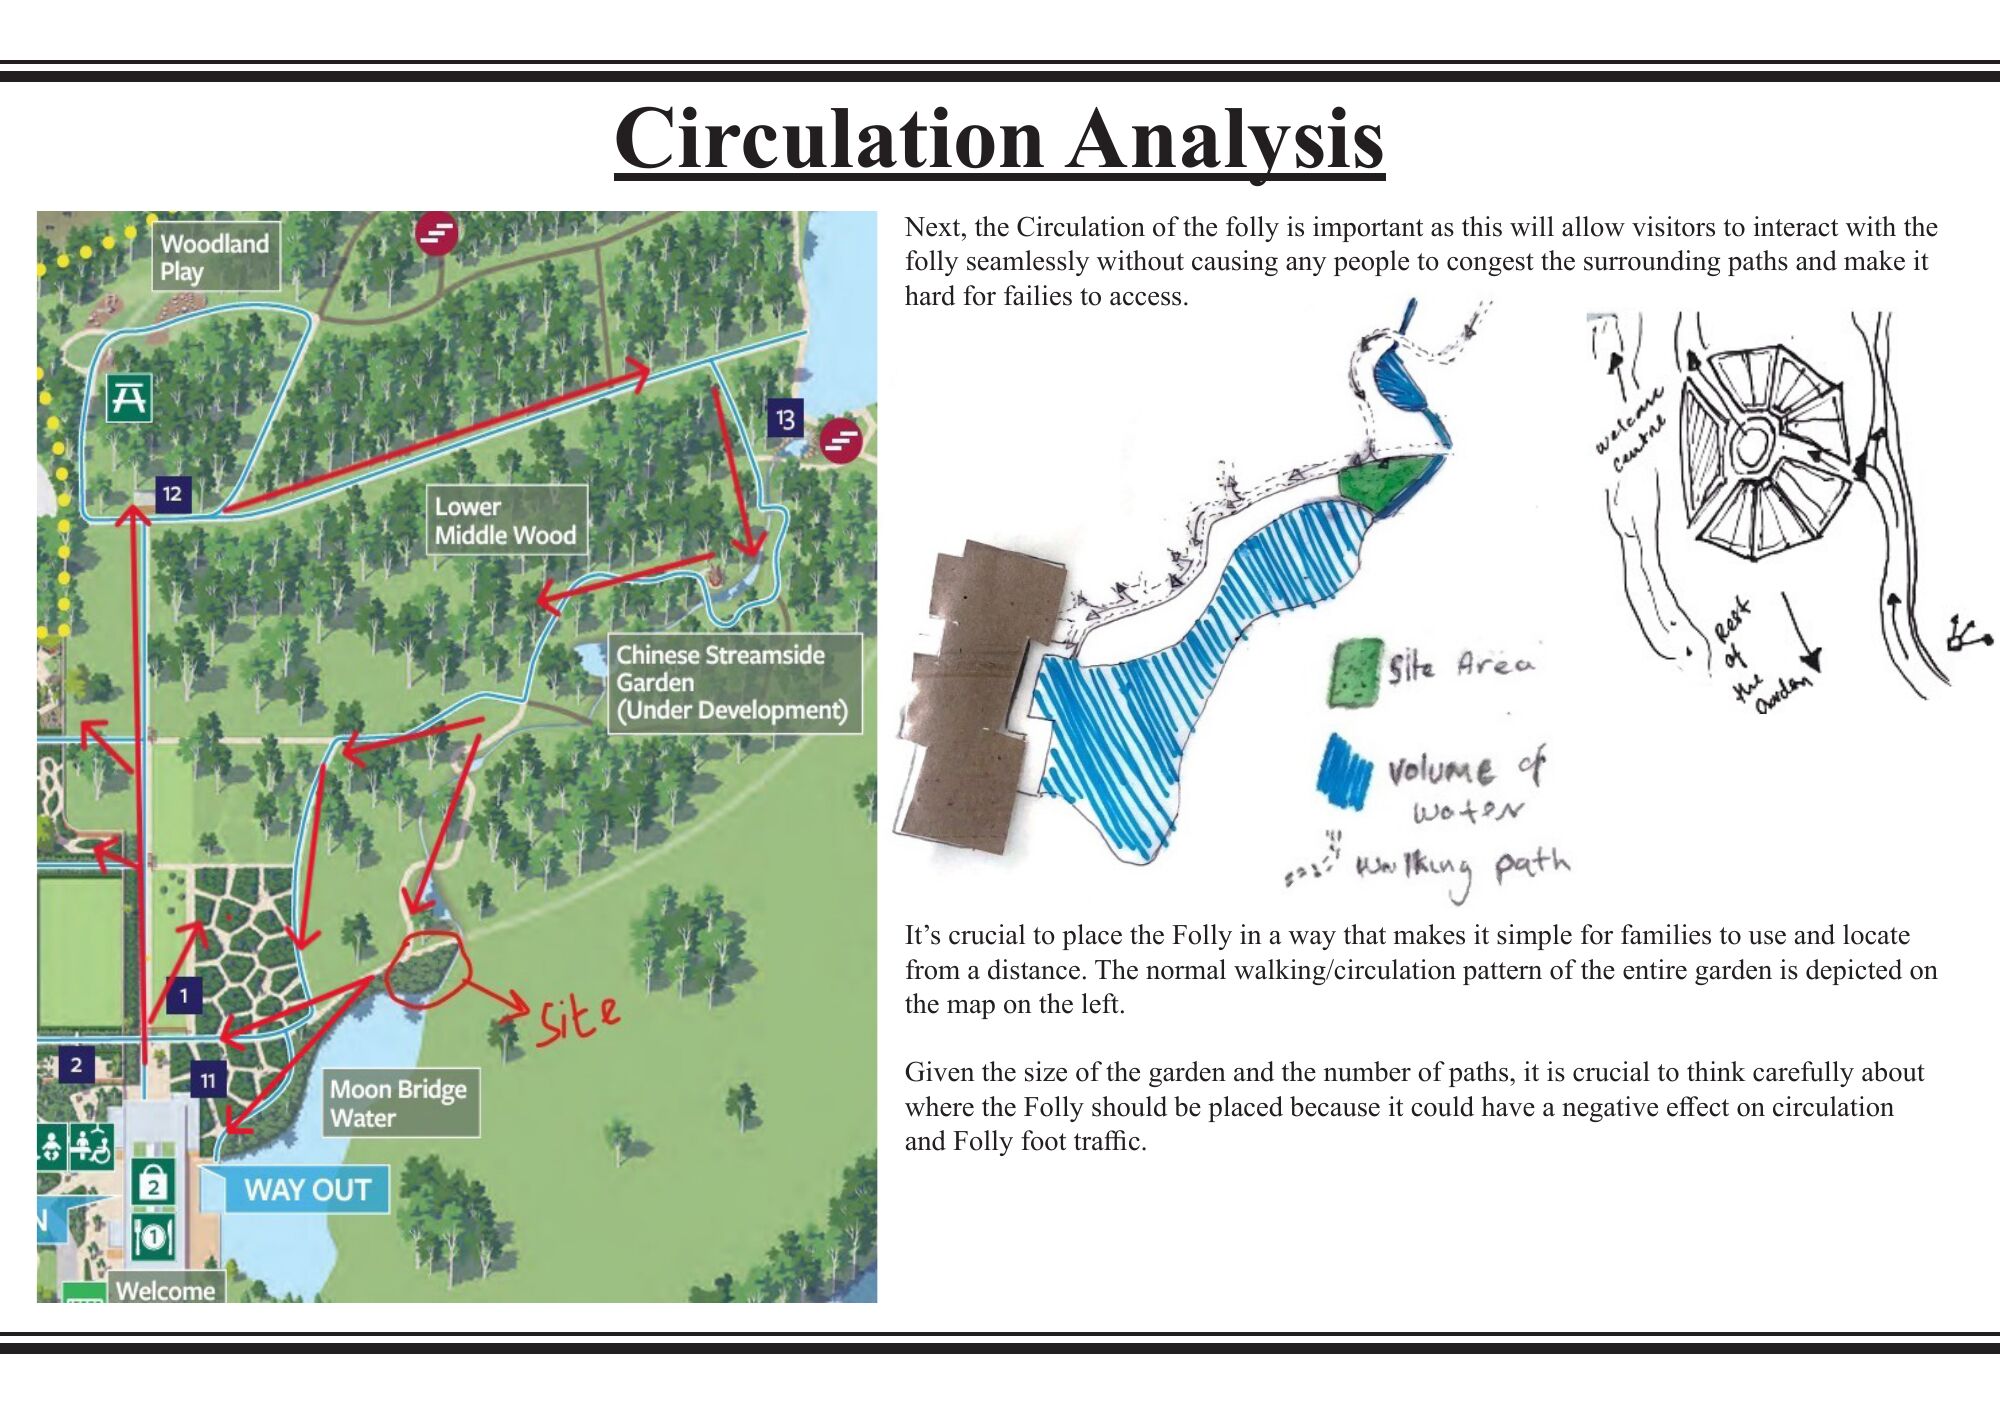 Circulation Analysis
Woodland
Play
12
13
Lower
Middle Wood
Chinese Streamside
Garden
(Under Development)
1
site
2
11
Moon Bridge
Water
2
WAY OUT
N
1
Welcome
Next, the Circulation of the folly is important as this will allow visitors to interact with the
folly seamlessly without causing any people to congest the surrounding paths and make it
hard for failies to access.
Site Area
Volume of
water
walking path
welcome
centre
Rest
of
the
Garden
It’s crucial to place the Folly in a way that makes it simple for families to use and locate
from a distance. The normal walking/circulation pattern of the entire garden is depicted on
the map on the left.
Given the size of the garden and the number of paths, it is crucial to think carefully about
where the Folly should be placed because it could have a negative effect on circulation
and Folly foot traffic.